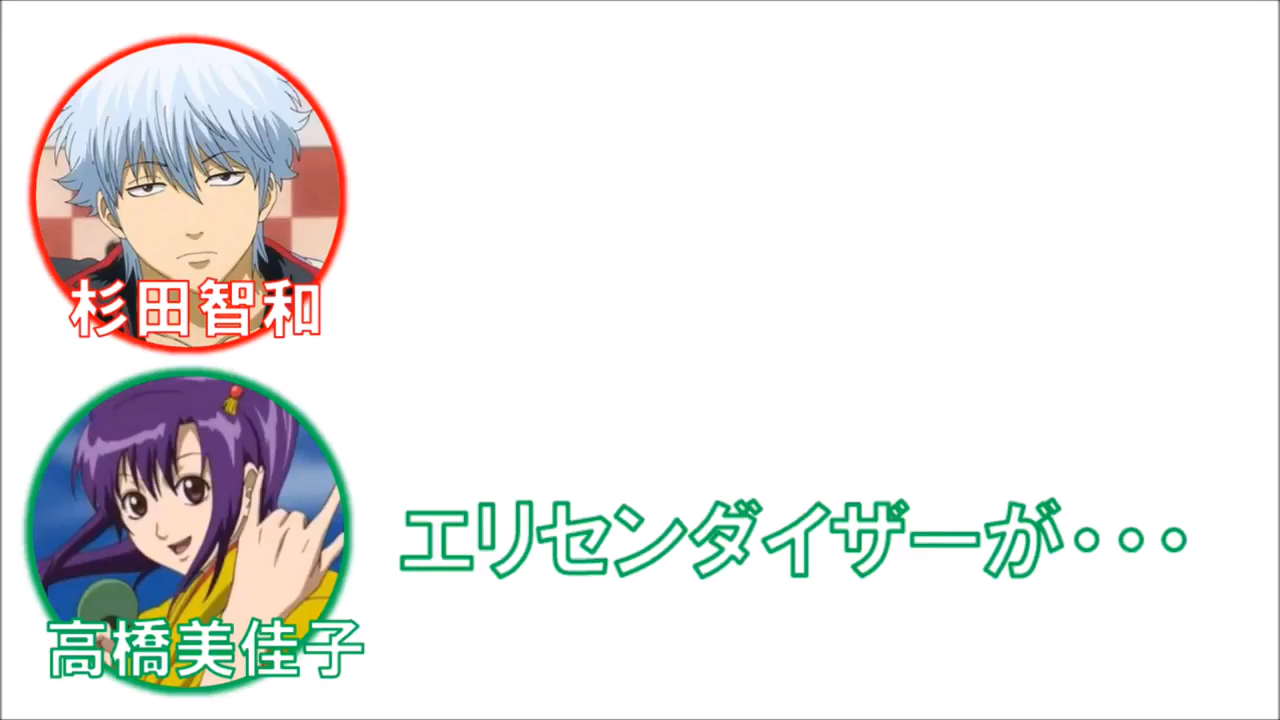 杉田智和
エリセンダイザーが・・・
高橋美佳子